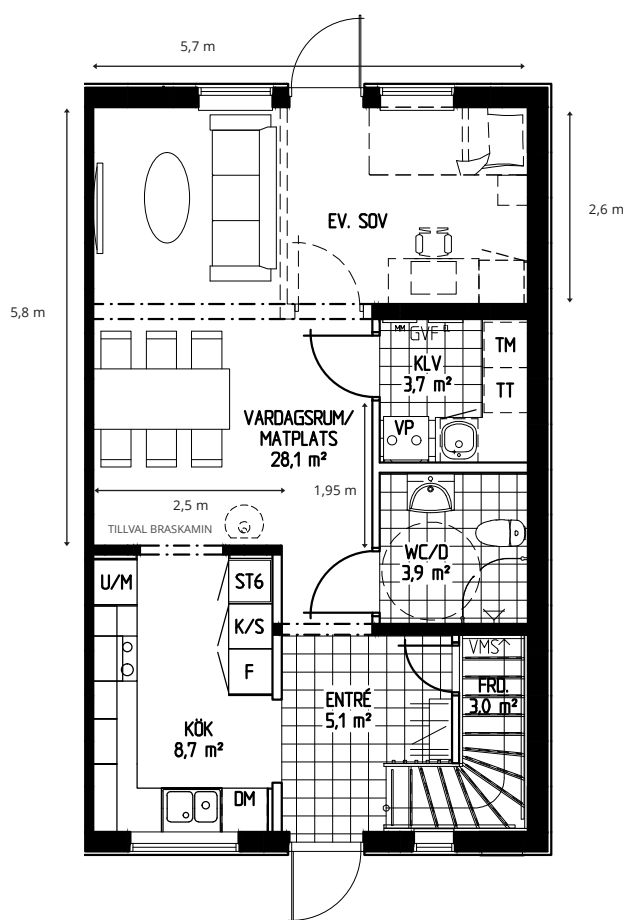 5,7 m
2,6 m
EV. SOV
5,8 m
MM GVF EL
TM
KLV
3,7 m²
TT
VARDAGSRUM/
MATPLATS
28,1 m²
VP
2,5 m
1,95 m
TILLVAL BRASKAMIN
WC/D
3,9 m²
U/M
ST6
K/S
F
VMS
FRD.
3,0 m²
ENTRÉ
5,1 m²
KÖK
8,7 m²
DM